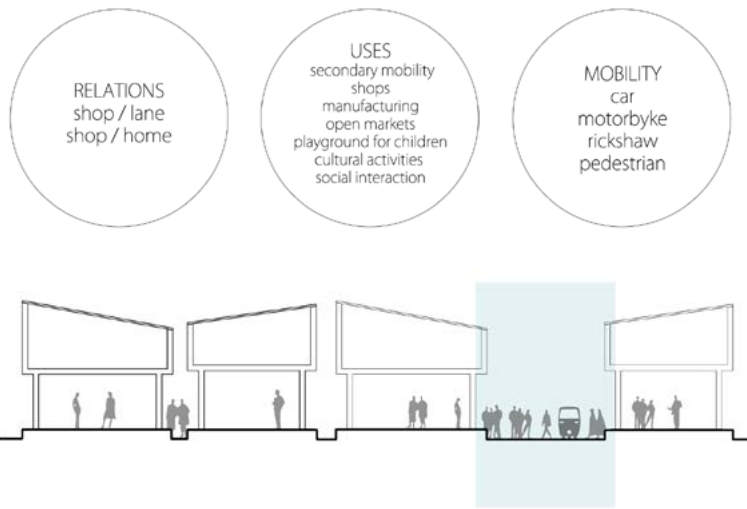 RELATIONS
shop / lane
shop / home
USES
secondary mobility
shops
manufacturing
open markets
playground for children
cultural activities
social interaction
MOBILITY
car
motorbyke
rickshaw
pedestrian